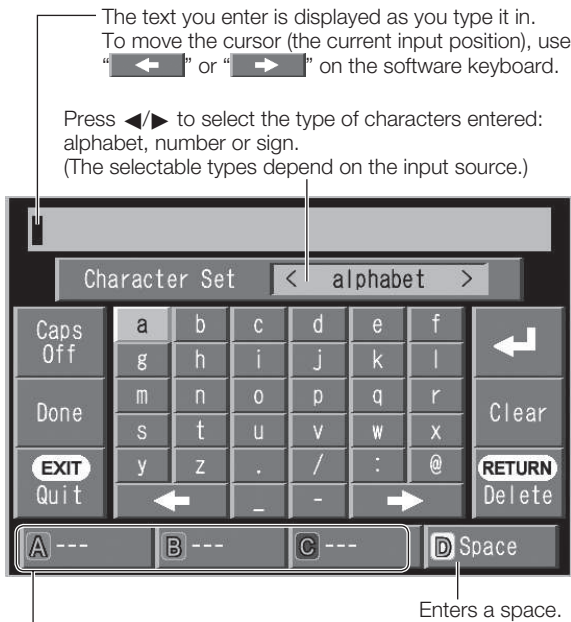 The text you enter is displayed as you type it in.
To move the cursor (the current input position), use
“ ← ” or “ → ” on the software keyboard.
Press ◀/▶ to select the type of characters entered:
alphabet, number or sign.
(The selectable types depend on the input source.)
Character Set < alphabet >
Caps Off
a b c d e f
g h i j k l
Done
m n o p q r
s t u v w x
Clear
EXIT
Quit
y z . / : @
← _ - →
RETURN
Delete
A --- B --- C --- D Space
Enters a space.